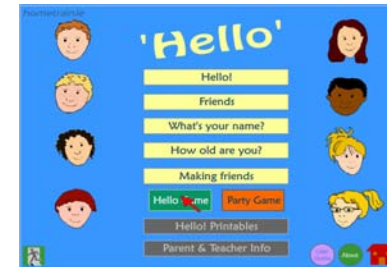 'Hello'
Hello!
Friends
What's your name?
How old are you?
Making friends
Hello Game Party Game
Hello! Printables
Parent & Teacher Info
About